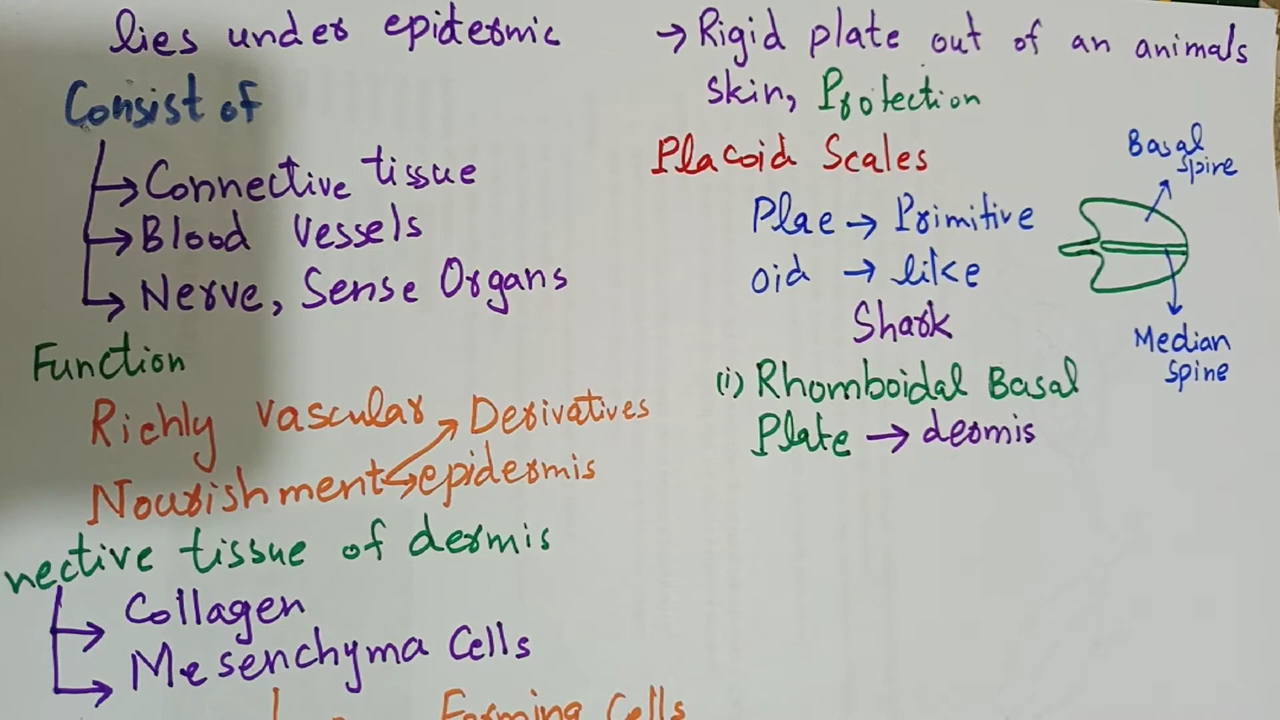 lies under epidermic
Consist of
→ Connective tissue
→ Blood Vessels
→ Nerve, Sense Organs
Function
Richly vascular
Nourishment → Derivatives
→ epidermis
nective tissue of dermis
→ Collagen
→ Mesenchyma Cells
Forming Cells
→ Rigid plate out of an animals
skin, Protection
Placoid Scales
Plae → Primitive
oid → like
Shark
(i) Rhomboidal Basal
Plate → dermis
Basal
Spire
Median
Spine